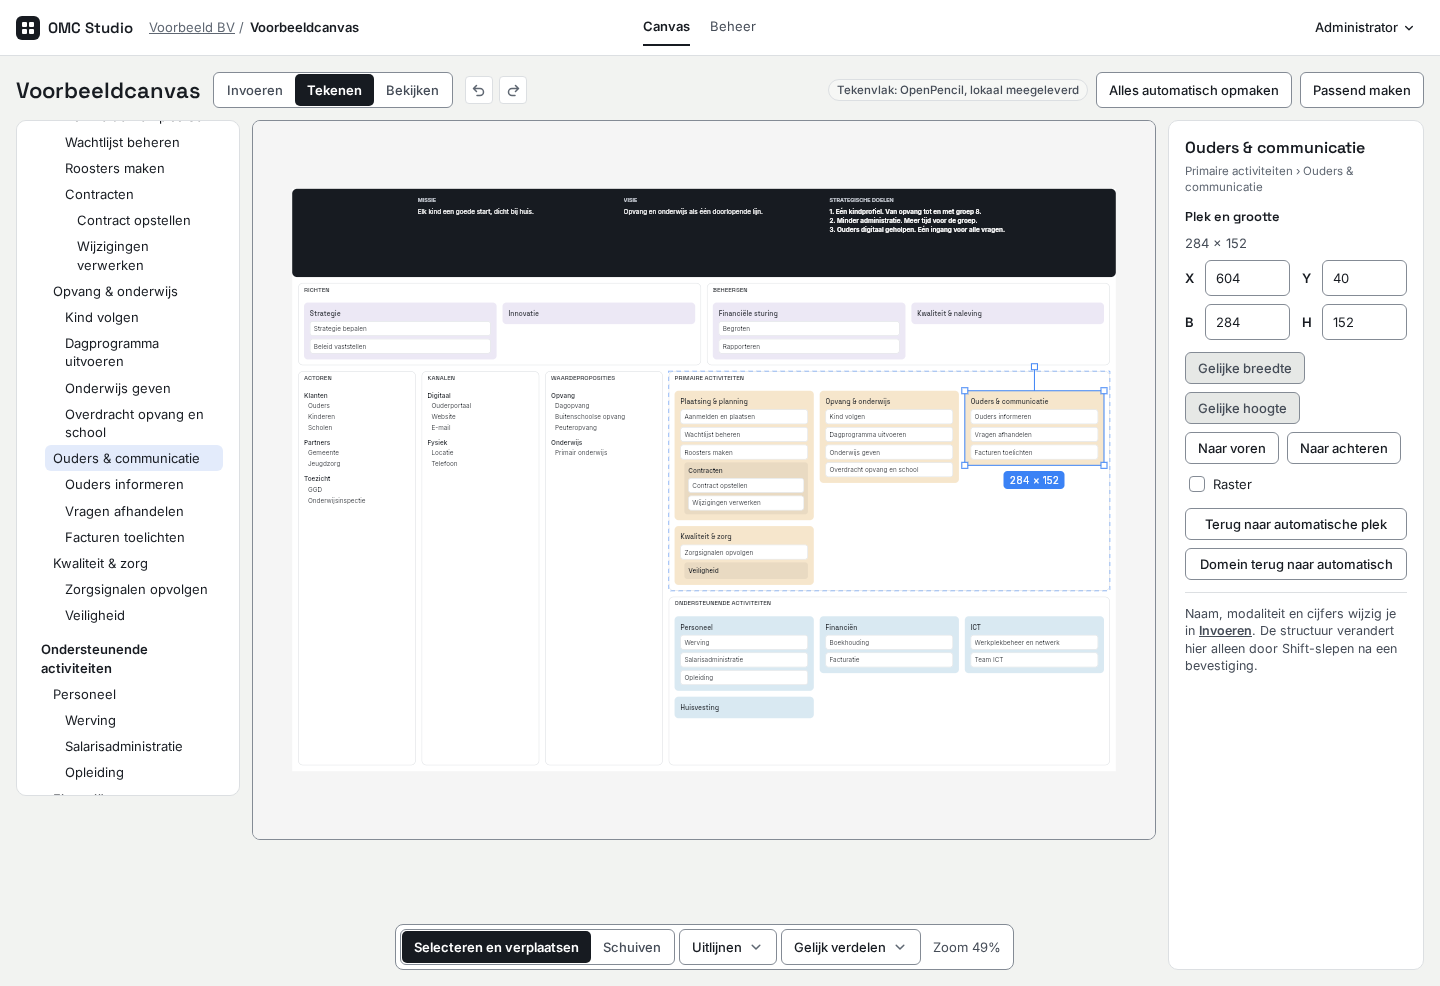 OMC Studio
Voorbeeld BV / Voorbeeldcanvas
Canvas
Beheer
Administrator
Voorbeeldcanvas
Invoeren
Tekenen
Bekijken
Tekenvlak: OpenPencil, lokaal meegeleverd
Alles automatisch opmaken
Passend maken
Wachtlijst beheren
Roosters maken
Contracten
Contract opstellen
Wijzigingen
verwerken
Opvang & onderwijs
Kind volgen
Dagprogramma
uitvoeren
Onderwijs geven
Overdracht opvang en
school
Ouders & communicatie
Ouders informeren
Vragen afhandelen
Facturen toelichten
Kwaliteit & zorg
Zorgsignalen opvolgen
Veiligheid
Ondersteunende
activiteiten
Personeel
Werving
Salarisadministratie
Opleiding
MISSIE
Elk kind een goede start, dicht bij huis.
VISIE
Opvang en onderwijs als één doorlopende lijn.
STRATEGISCHE DOELEN
1. Eén kindprofiel. Van opvang tot en met groep 8.
2. Minder administratie. Meer tijd voor de groep.
3. Ouders digitaal geholpen. Eén ingang voor alle vragen.
RICHTEN
Strategie
Strategie bepalen
Beleid vaststellen
Innovatie
BEHEERSEN
Financiële sturing
Begroten
Rapporteren
Kwaliteit & naleving
ACTOREN
Klanten
Ouders
Kinderen
Scholen
Partners
Gemeente
Jeugdzorg
Toezicht
GGD
Onderwijsinspectie
KANALEN
Digitaal
Ouderportaal
Website
E-mail
Fysiek
Locatie
Telefoon
WAARDEPROPOSITIES
Opvang
Dagopvang
Buitenschoolse opvang
Peuteropvang
Onderwijs
Primair onderwijs
PRIMAIRE ACTIVITEITEN
Plaatsing & planning
Aanmelden en plaatsen
Wachtlijst beheren
Roosters maken
Contracten
Contract opstellen
Wijzigingen verwerken
Opvang & onderwijs
Kind volgen
Dagprogramma uitvoeren
Onderwijs geven
Overdracht opvang en school
Ouders & communicatie
Ouders informeren
Vragen afhandelen
Facturen toelichten
284 × 152
Kwaliteit & zorg
Zorgsignalen opvolgen
Veiligheid
ONDERSTEUNENDE ACTIVITEITEN
Personeel
Werving
Salarisadministratie
Opleiding
Financiën
Boekhouding
Facturatie
ICT
Werkplekbeheer en netwerk
Team ICT
Huisvesting
Ouders & communicatie
Primaire activiteiten › Ouders &
communicatie
Plek en grootte
284 × 152
X 604 Y 40
B 284 H 152
Gelijke breedte
Gelijke hoogte
Naar voren
Naar achteren
Raster
Terug naar automatische plek
Domein terug naar automatisch
Naam, modaliteit en cijfers wijzig je
in Invoeren. De structuur verandert
hier alleen door Shift-slepen na een
bevestiging.
Selecteren en verplaatsen
Schuiven
Uitlijnen
Gelijk verdelen
Zoom 49%